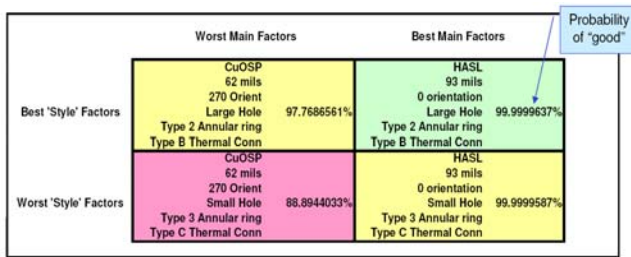 Probability
of "good"
Worst Main Factors
Best Main Factors
Best 'Style' Factors
CuOSP
62 mils
270 Orient
Large Hole 97.7686561%
Type 2 Annular ring
Type B Thermal Conn
HASL
93 mils
0 orientation
Large Hole 99.9999637%
Type 2 Annular ring
Type B Thermal Conn
Worst 'Style' Factors
CuOSP
62 mils
270 Orient
Small Hole 88.8944033%
Type 3 Annular ring
Type C Thermal Conn
HASL
93 mils
0 orientation
Small Hole 99.9999587%
Type 3 Annular ring
Type C Thermal Conn